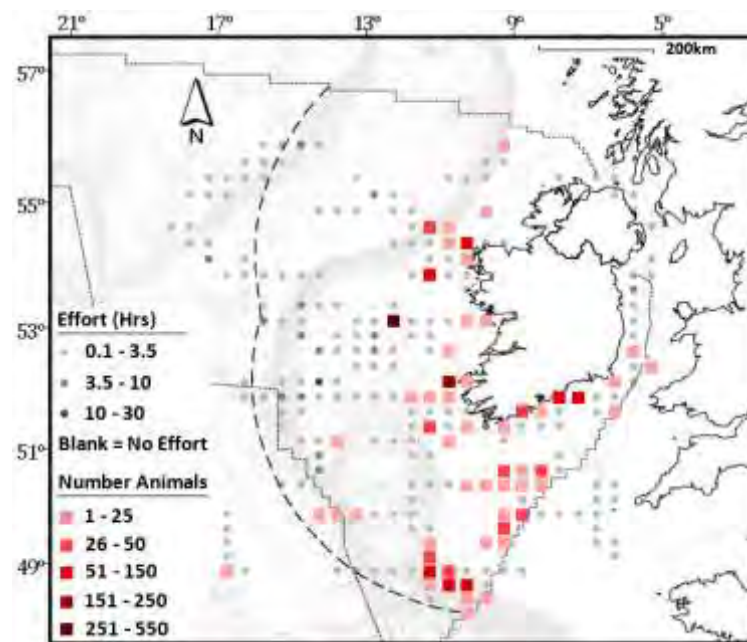 21° 17° 13° 9° 5°
200km
57°
N
55°
53°
51°
49°
Effort (Hrs)
0.1 - 3.5
3.5 - 10
10 - 30
Blank = No Effort
Number Animals
1 - 25
26 - 50
51 - 150
151 - 250
251 - 550